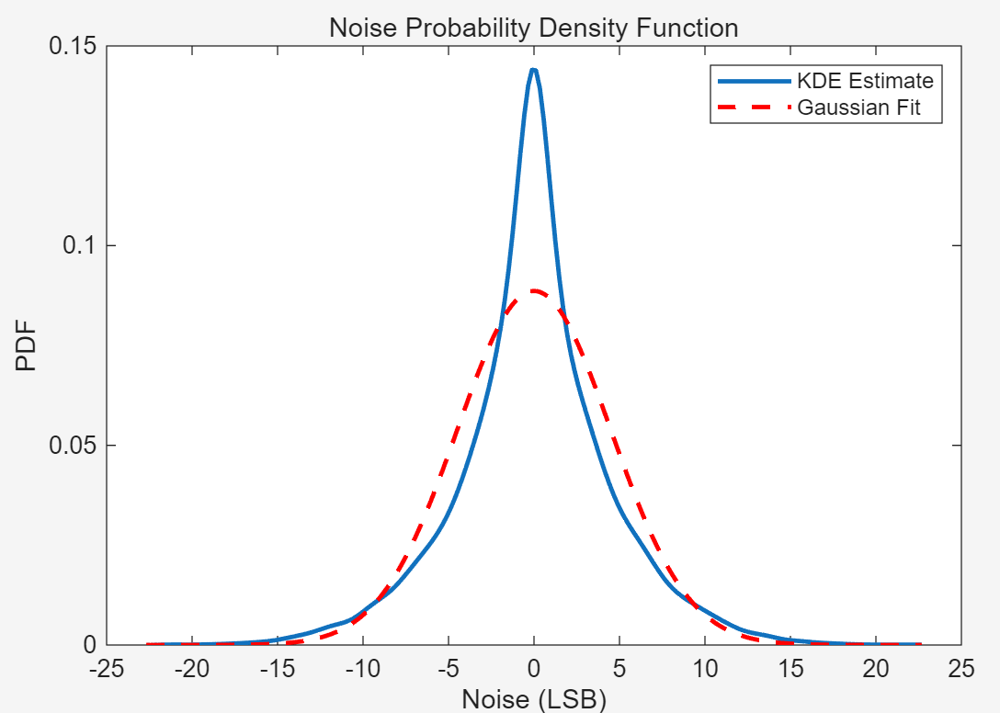 Noise Probability Density Function
0.15
KDE Estimate
Gaussian Fit
0.1
PDF
0.05
0
-25 -20 -15 -10 -5 0 5 10 15 20 25
Noise (LSB)